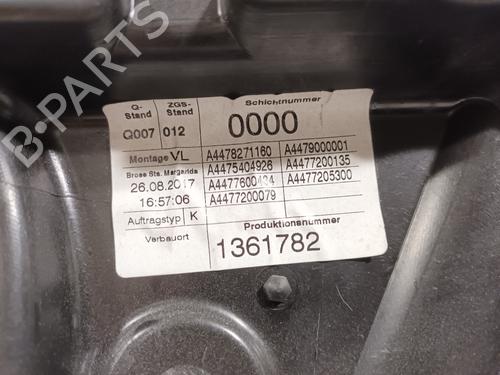 Q-Stand
ZGS-Stand
Schichtnummer
Q007
012
0000
Montage VL
A4478271160
A4479000001
Brose Sta. Margarida
A4475404926
A4477200135
26.08.2017
A4477600434
A4477205300
16:57:06
A4477200079
Auftragstyp
K
Produktionsnummer
Verbauort
1361782
B-PARTS